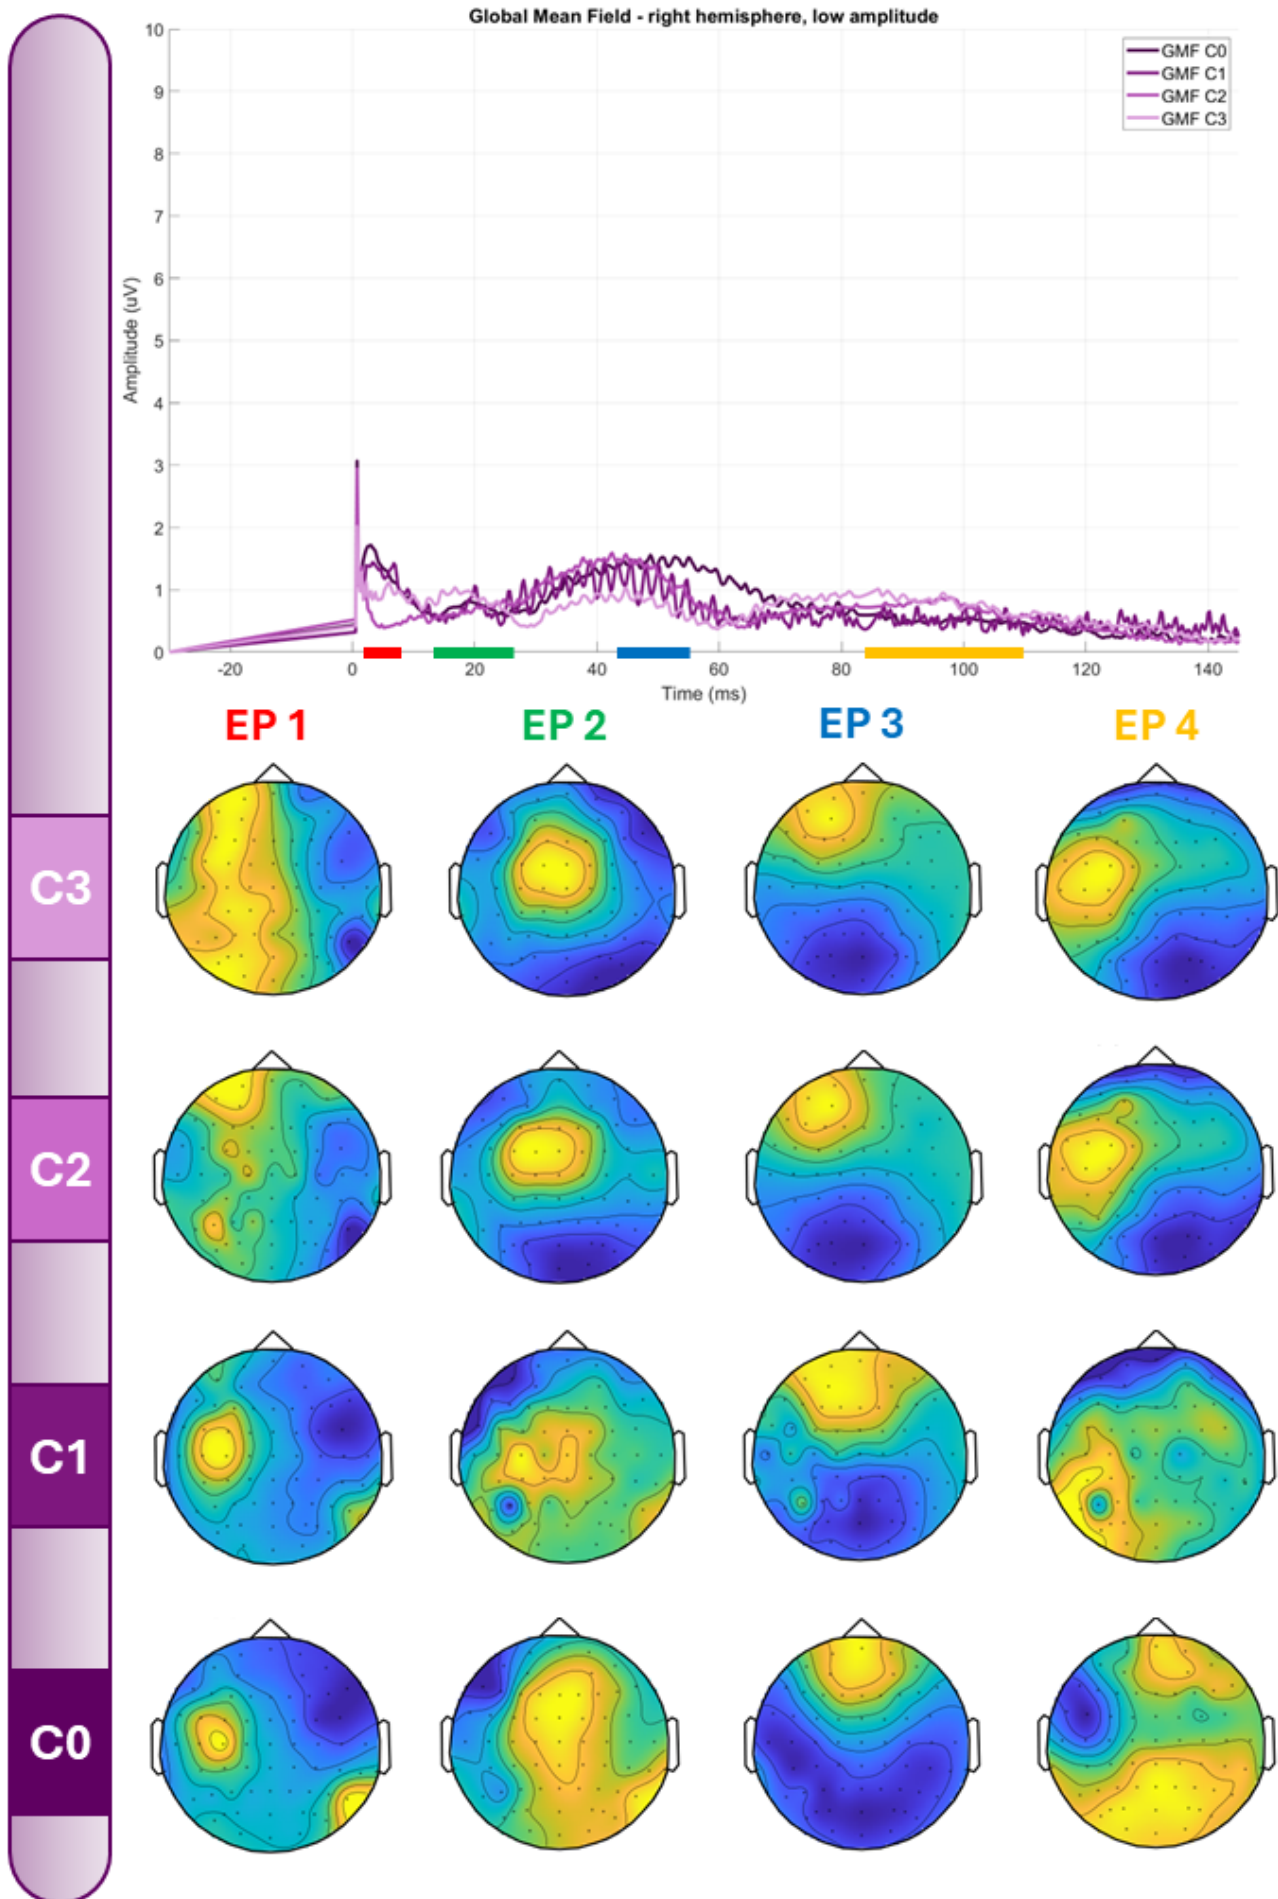 Global Mean Field - right hemisphere, low amplitude
GMF C0
GMF C1
GMF C2
GMF C3
10
9
8
7
6
5
4
3
2
1
0
Amplitude (uV)
-20 0 20 40 60 80 100 120 140
Time (ms)
EP 1 EP 2 EP 3 EP 4
C3
C2
C1
C0